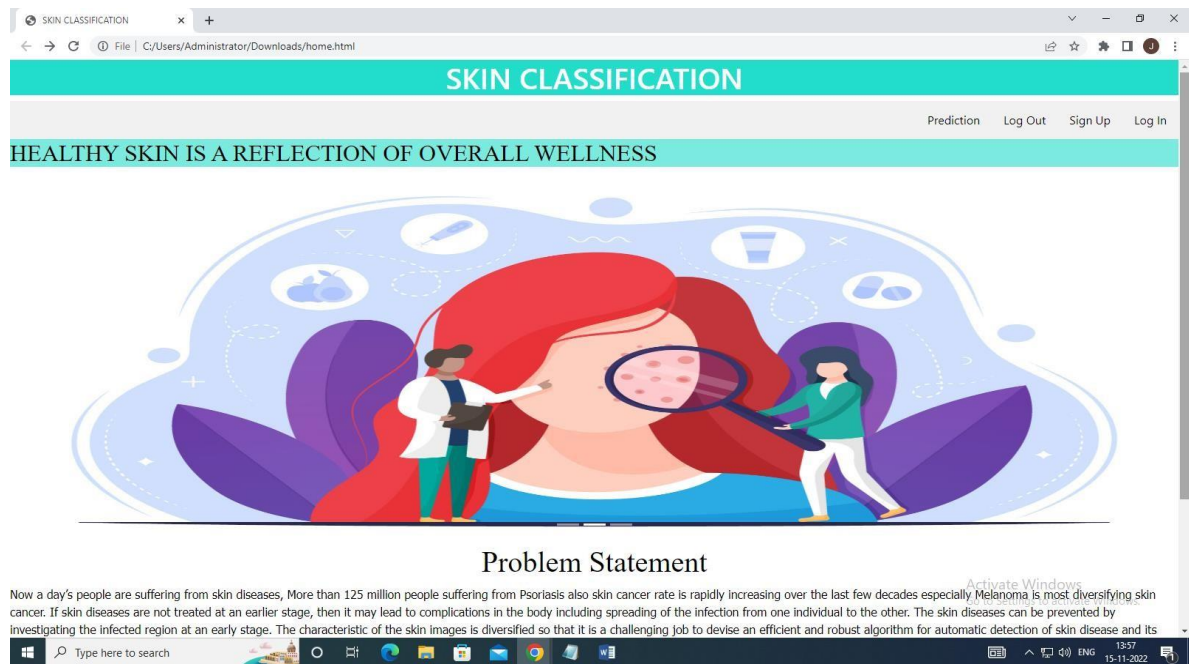 SKIN CLASSIFICATION
File | C:/Users/Administrator/Downloads/home.html
J
SKIN CLASSIFICATION
Prediction Log Out Sign Up Log In
HEALTHY SKIN IS A REFLECTION OF OVERALL WELLNESS
Problem Statement
Activate Windows
Now a day's people are suffering from skin diseases, More than 125 million people suffering from Psoriasis also skin cancer rate is rapidly increasing over the last few decades especially Melanoma is most diversifying skin
Go to Settings to activate Windows.
cancer. If skin diseases are not treated at an earlier stage, then it may lead to complications in the body including spreading of the infection from one individual to the other. The skin diseases can be prevented by
investigating the infected region at an early stage. The characteristic of the skin images is diversified so that it is a challenging job to devise an efficient and robust algorithm for automatic detection of skin disease and its
Type here to search
ENG
13:57
15-11-2022
1